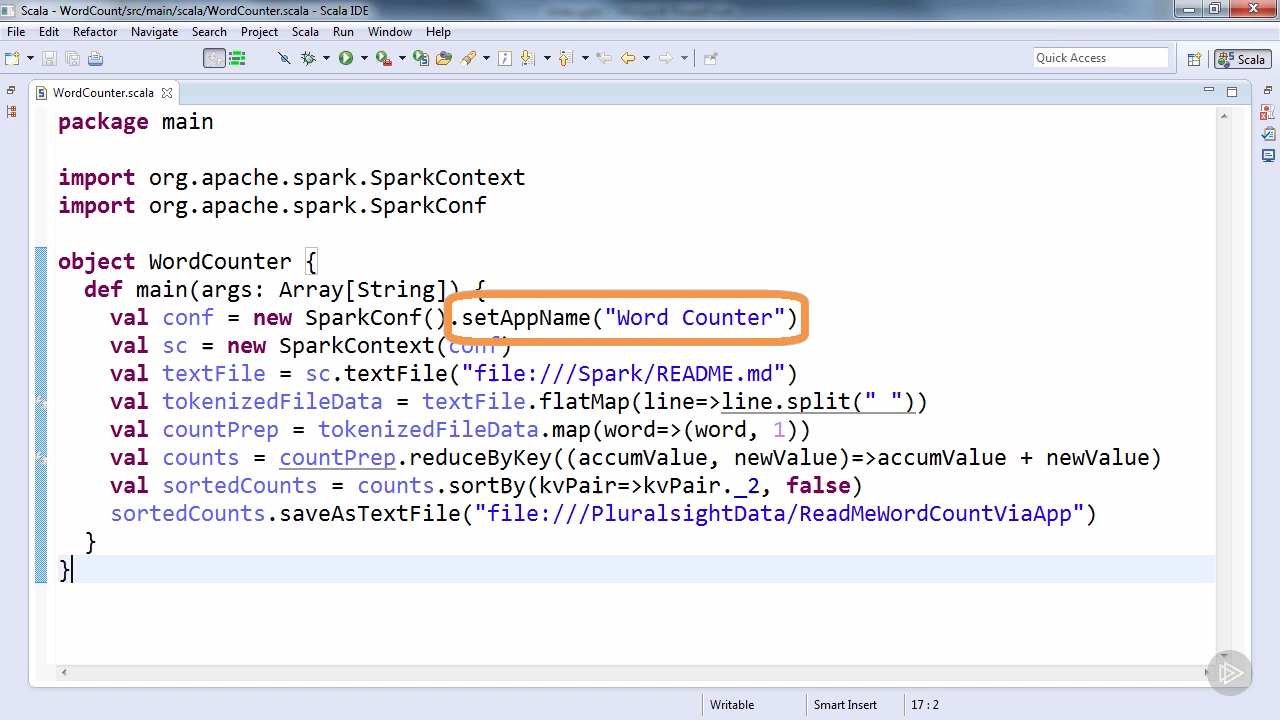 Scala - WordCount/src/main/scala/WordCounter.scala - Scala IDE
File Edit Refactor Navigate Search Project Scala Run Window Help
Quick Access
Scala
WordCounter.scala
package main
import org.apache.spark.SparkContext
import org.apache.spark.SparkConf
object WordCounter {
def main(args: Array[String]) {
val conf = new SparkConf().setAppName("Word Counter")
val sc = new SparkContext(conf)
val textFile = sc.textFile("file:///Spark/README.md")
val tokenizedFileData = textFile.flatMap(line=>line.split(" "))
val countPrep = tokenizedFileData.map(word=>(word, 1))
val counts = countPrep.reduceByKey((accumValue, newValue)=>accumValue + newValue)
val sortedCounts = counts.sortBy(kvPair=>kvPair._2, false)
sortedCounts.saveAsTextFile("file:///PluralsightData/ReadMeWordCountViaApp")
}
}
Writable Smart Insert 17 : 2